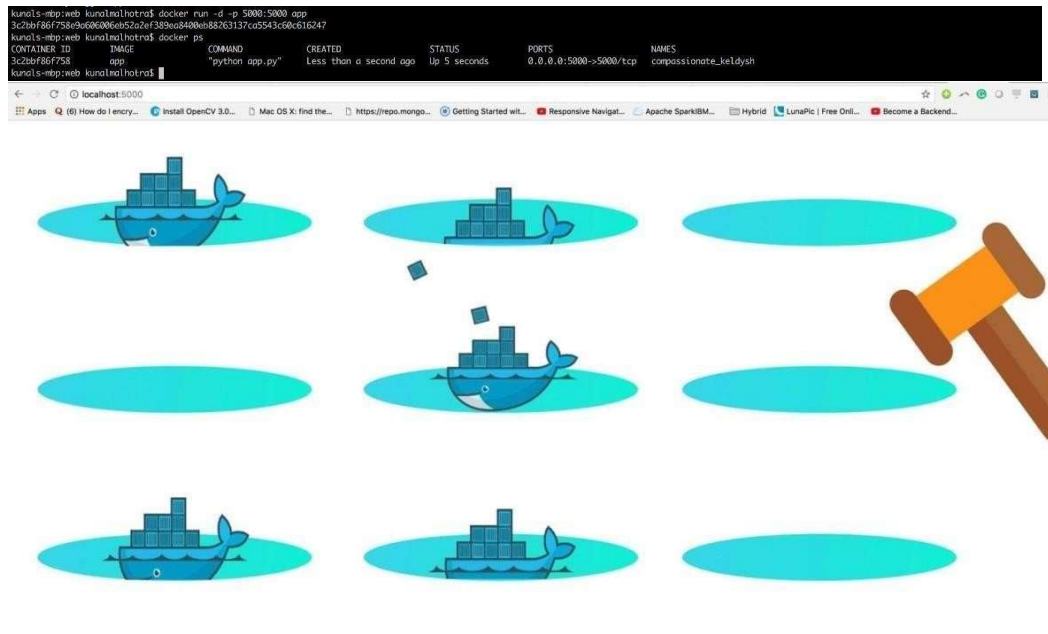 kunals-mbp:web kunalmalhotra$ docker run -d -p 5000:5000 app
3c2bbf86f758e9a606006eb52a2ef389ea8400eb88263137ca5543c60c616247
kunals-mbp:web kunalmalhotra$ docker ps
CONTAINER ID IMAGE COMMAND CREATED STATUS PORTS NAMES
3c2bbf86f758 app "python app.py" Less than a second ago Up 5 seconds 0.0.0.0:5000->5000/tcp compassionate_keldysh
kunals-mbp:web kunalmalhotra$
localhost:5000
Apps (6) How do I encry... Install OpenCV 3.0... Mac OS X: find the... https://repo.mongo... Getting Started wit... Responsive Navigat... Apache SparkIBM... Hybrid LunaPic | Free Onli... Become a Backend...